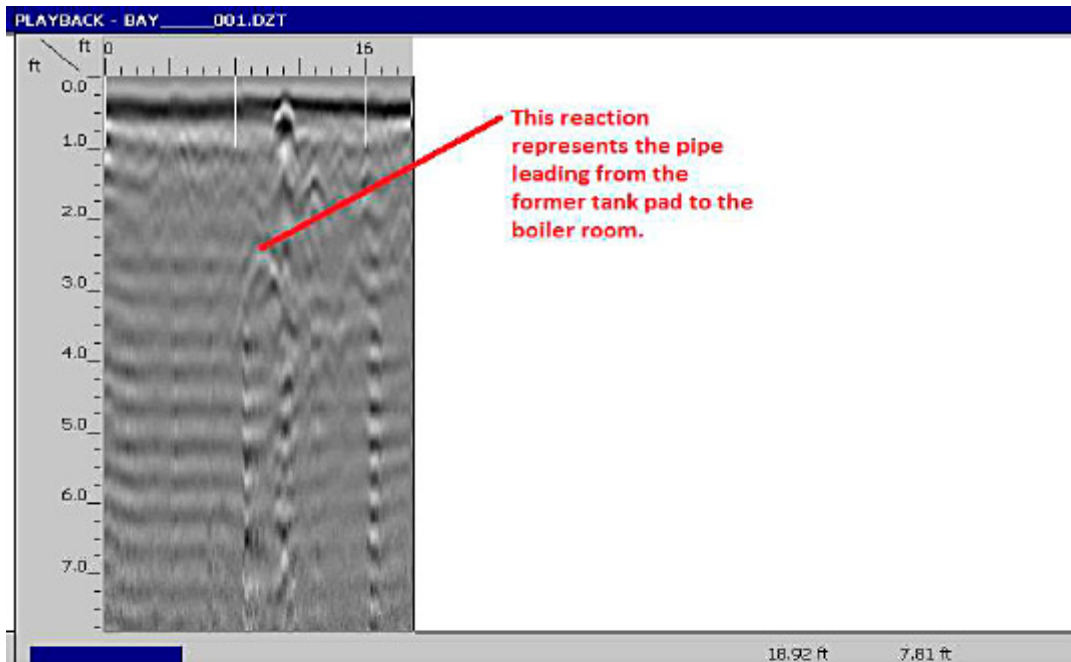 PLAYBACK - BAY_____001.DZT
ft 0 16
ft
0.0
1.0
2.0
3.0
4.0
5.0
6.0
7.0
This reaction
represents the pipe
leading from the
former tank pad to the
boiler room.
18.92 ft 7.81 ft